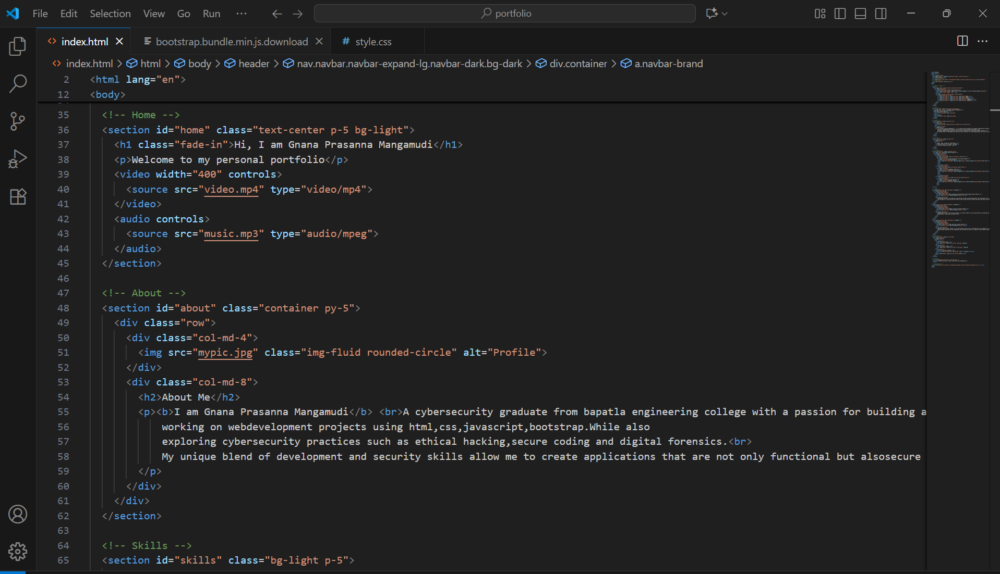 File Edit Selection View Go Run ··· portfolio
index.html bootstrap.bundle.min.js.download # style.css
index.html > html > body > header > nav.navbar.navbar-expand-lg.navbar-dark.bg-dark > div.container > a.navbar-brand
2 <html lang="en">
12 <body>
35 <!-- Home -->
36 <section id="home" class="text-center p-5 bg-light">
37 <h1 class="fade-in">Hi, I am Gnana Prasanna Mangamudi</h1>
38 <p>Welcome to my personal portfolio</p>
39 <video width="400" controls>
40 <source src="video.mp4" type="video/mp4">
41 </video>
42 <audio controls>
43 <source src="music.mp3" type="audio/mpeg">
44 </audio>
45 </section>
46
47 <!-- About -->
48 <section id="about" class="container py-5">
49 <div class="row">
50 <div class="col-md-4">
51 <img src="mypic.jpg" class="img-fluid rounded-circle" alt="Profile">
52 </div>
53 <div class="col-md-8">
54 <h2>About Me</h2>
55 <p><b>I am Gnana Prasanna Mangamudi</b> <br>A cybersecurity graduate from bapatla engineering college with a passion for building a
56 working on webdevelopment projects using html,css,javascript,bootstrap.While also
57 exploring cybersecurity practices such as ethical hacking,secure coding and digital forensics.<br>
58 My unique blend of development and security skills allow me to create applications that are not only functional but alsosecure
59 </p>
60 </div>
61 </div>
62 </section>
63
64 <!-- Skills -->
65 <section id="skills" class="bg-light p-5">